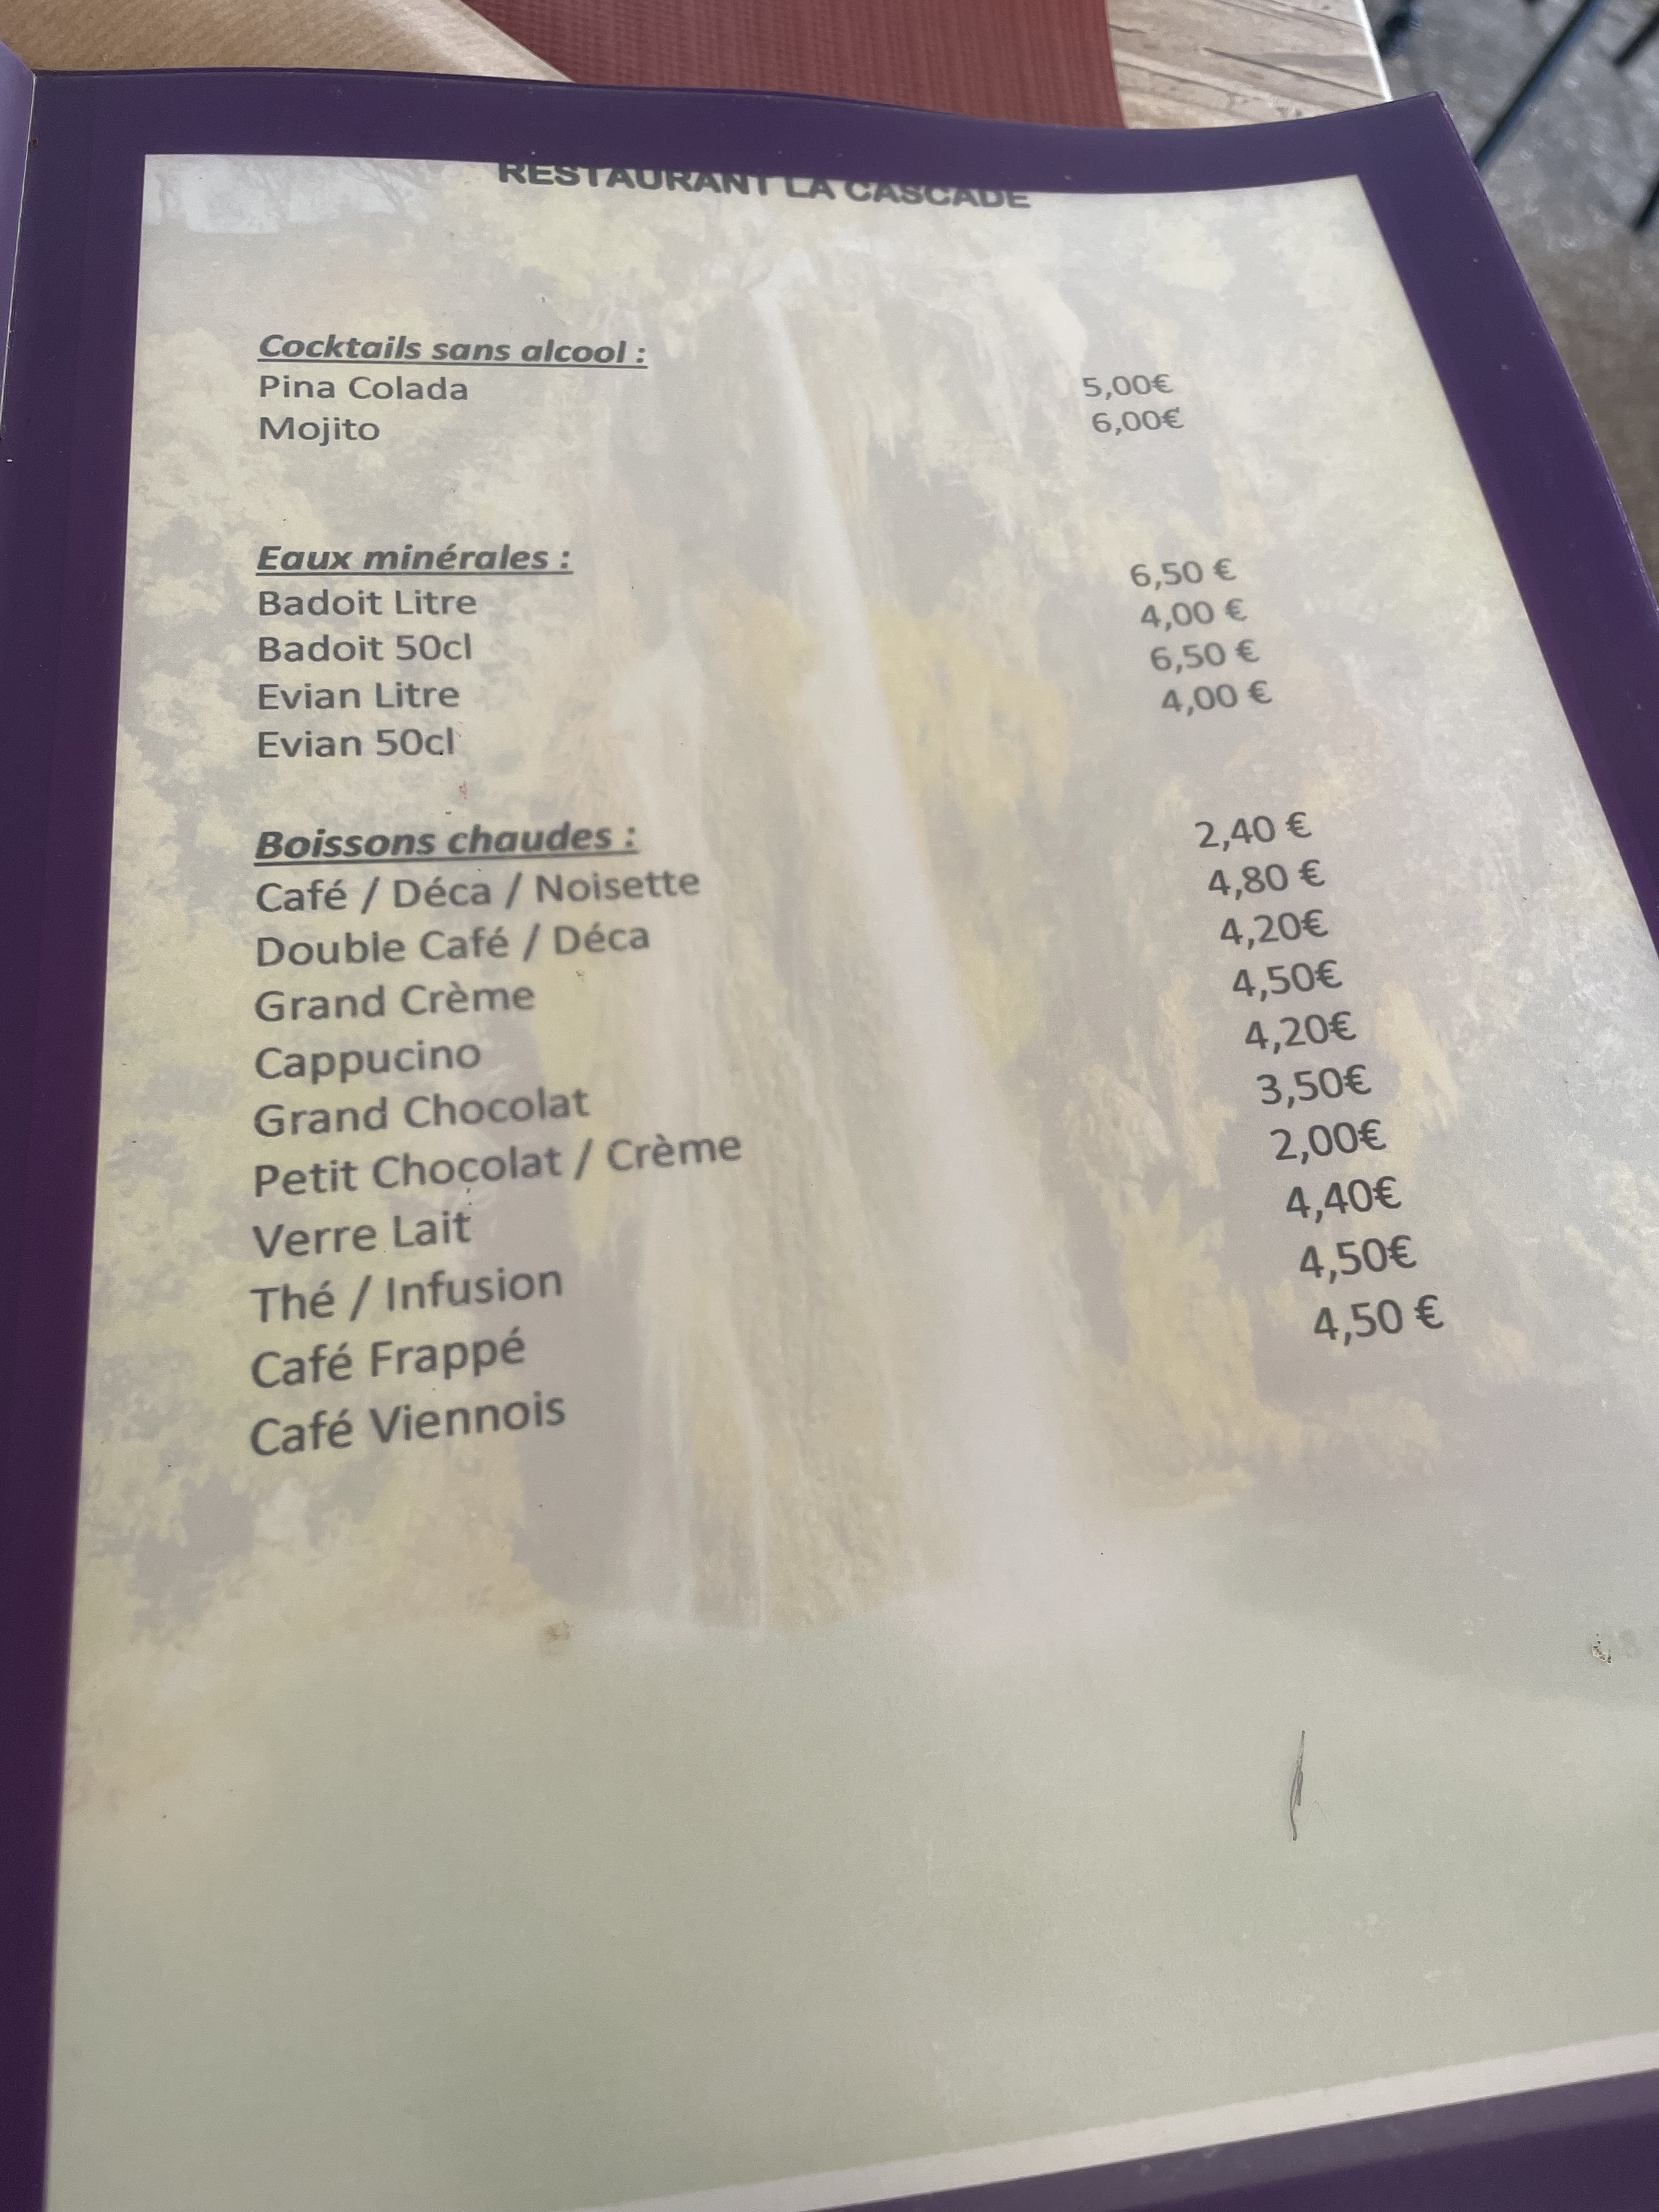 RESTAURANT LA CASCADE
Cocktails sans alcool :
Pina Colada 5,00€
Mojito 6,00€
Eaux minérales :
Badoit Litre 6,50 €
Badoit 50cl 4,00 €
Evian Litre 6,50 €
Evian 50cl 4,00 €
Boissons chaudes :
Café / Déca / Noisette 2,40 €
Double Café / Déca 4,80 €
Grand Crème 4,20€
Cappucino 4,50€
Grand Chocolat 4,20€
Petit Chocolat / Crème 3,50€
Verre Lait 2,00€
Thé / Infusion 4,40€
Café Frappé 4,50€
Café Viennois 4,50 €